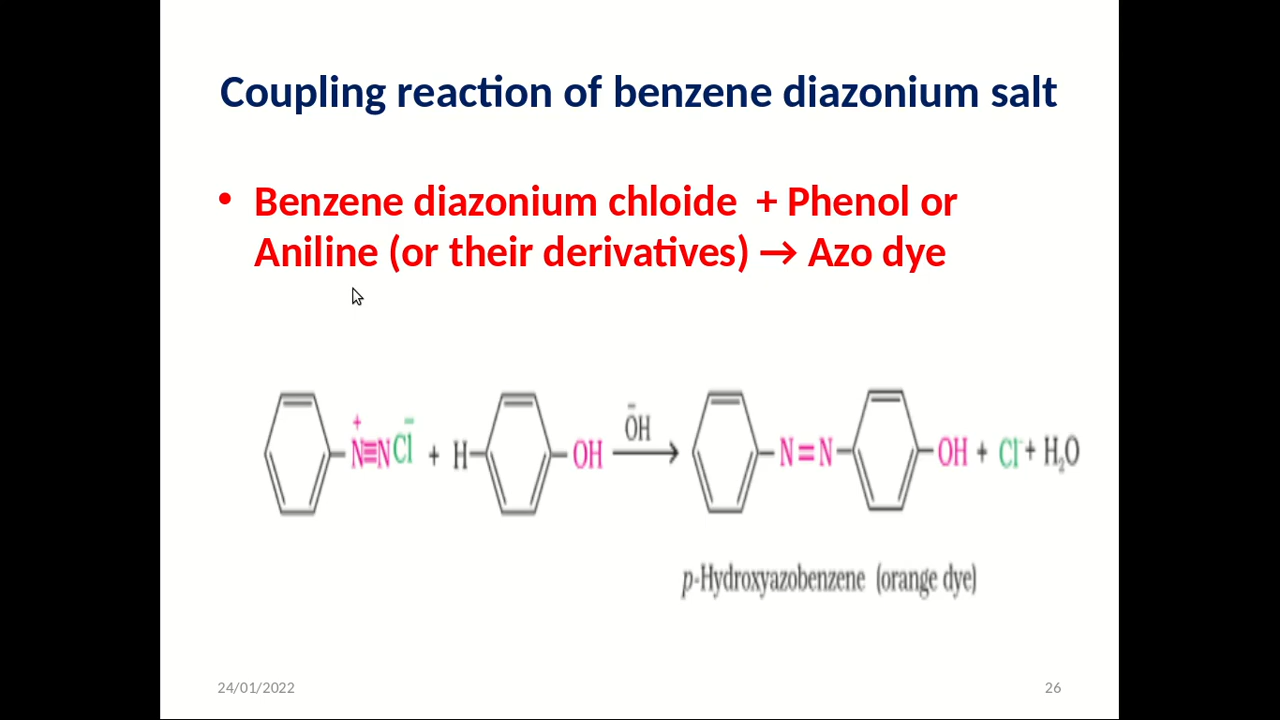 Coupling reaction of benzene diazonium salt
• Benzene diazonium chloide + Phenol or
Aniline (or their derivatives) → Azo dye
N⁺≡NCl⁻ + H OH ŌH → N=N OH + Cl⁻ + H₂O
p-Hydroxyazobenzene (orange dye)
24/01/2022 26